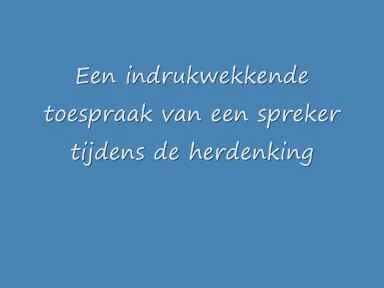 Een indrukwekkende
toespraak van een spreker
tijdens de herdenking